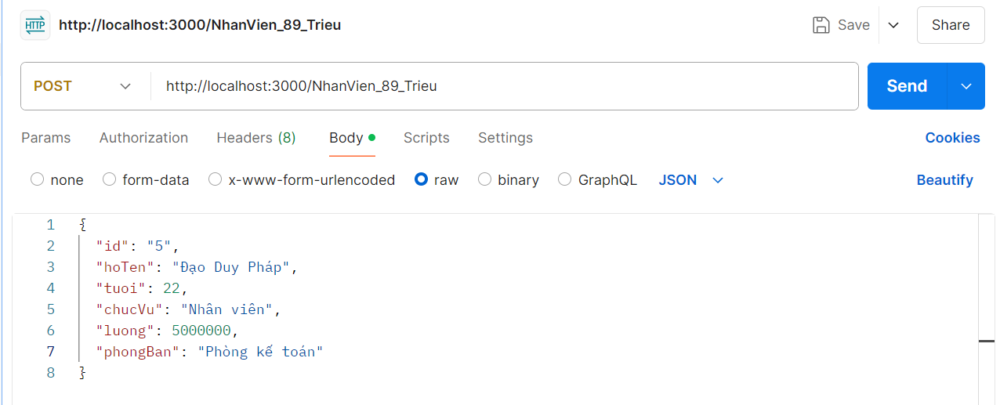 HTTP http://localhost:3000/NhanVien_89_Trieu Save Share
POST http://localhost:3000/NhanVien_89_Trieu Send
Params Authorization Headers (8) Body Scripts Settings Cookies
none form-data x-www-form-urlencoded raw binary GraphQL JSON Beautify
1 {
2 "id": "5",
3 "hoTen": "Đạo Duy Pháp",
4 "tuoi": 22,
5 "chucVu": "Nhân viên",
6 "luong": 5000000,
7 "phongBan": "Phòng kế toán"
8 }